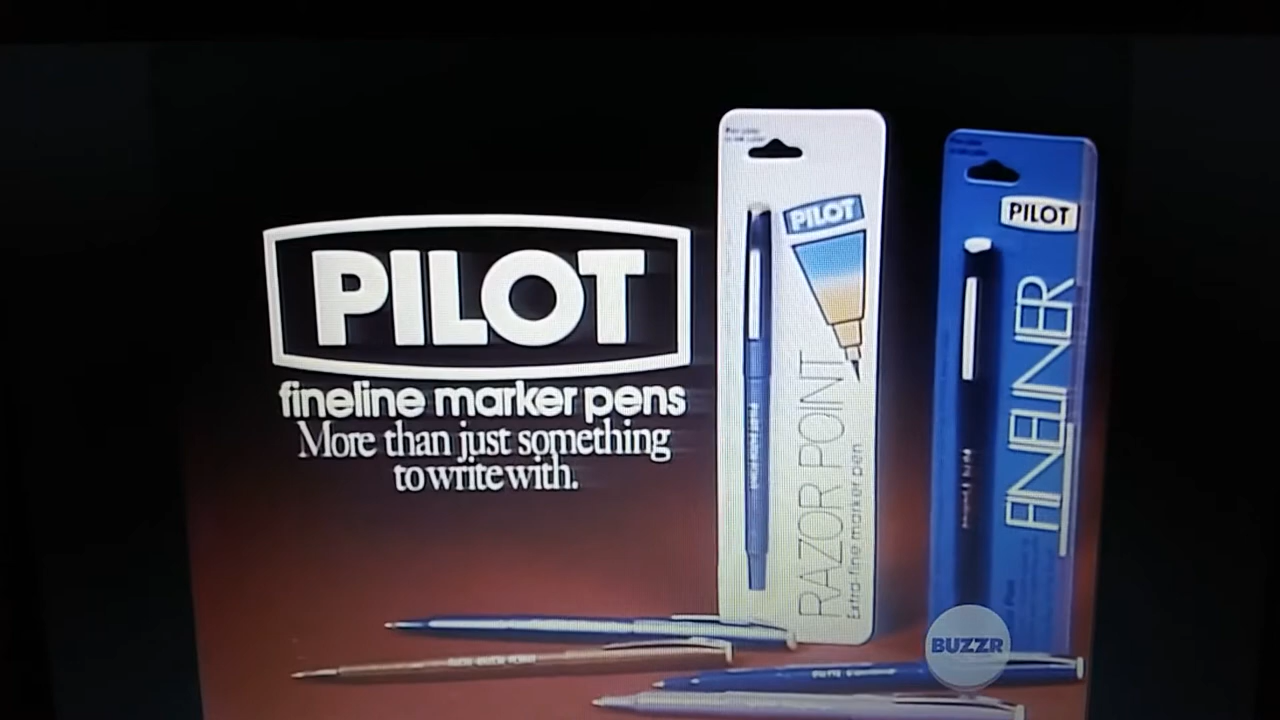 PILOT
fineline marker pens
More than just something
to write with.
PILOT
RAZOR POINT
Extra-fine marker pen
PILOT
FINELINER
BUZZR